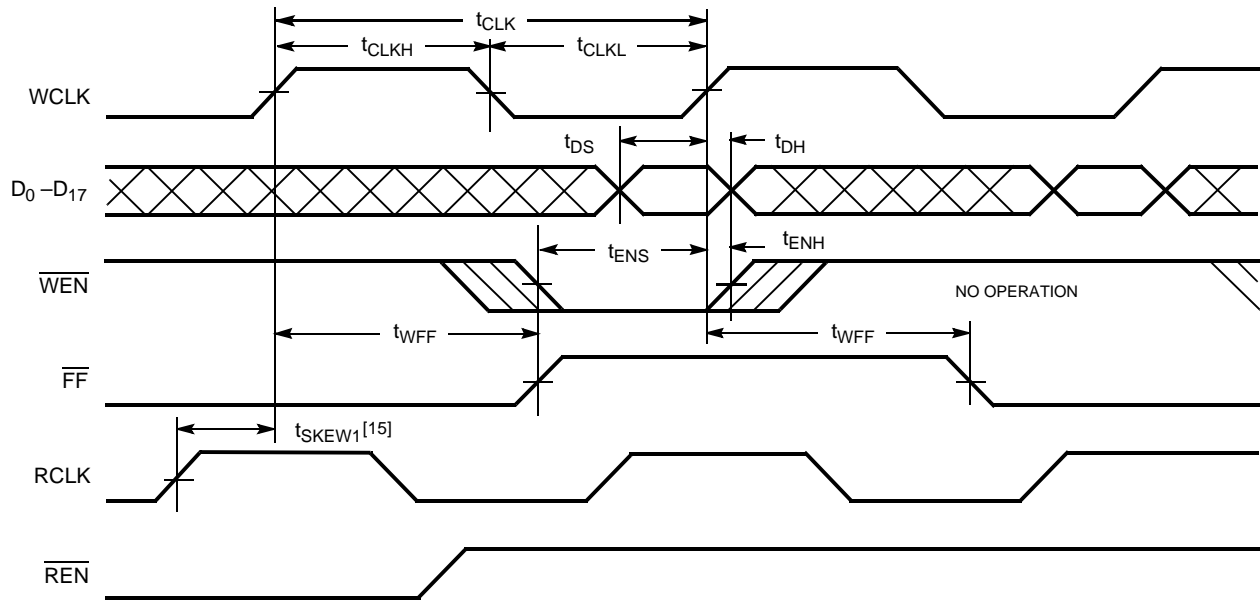 tCLK
tCLKH
tCLKL
WCLK
tDS
tDH
D0 –D17
tENS
tENH
WEN
NO OPERATION
tWFF
tWFF
FF
tSKEW1[15]
RCLK
REN